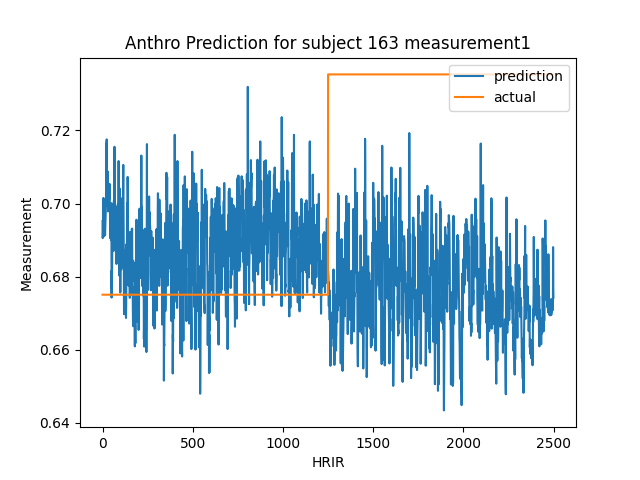 Anthro Prediction for subject 163 measurement1
prediction
actual
0.72
0.70
0.68
0.66
0.64
Measurement
0
500
1000
1500
2000
2500
HRIR